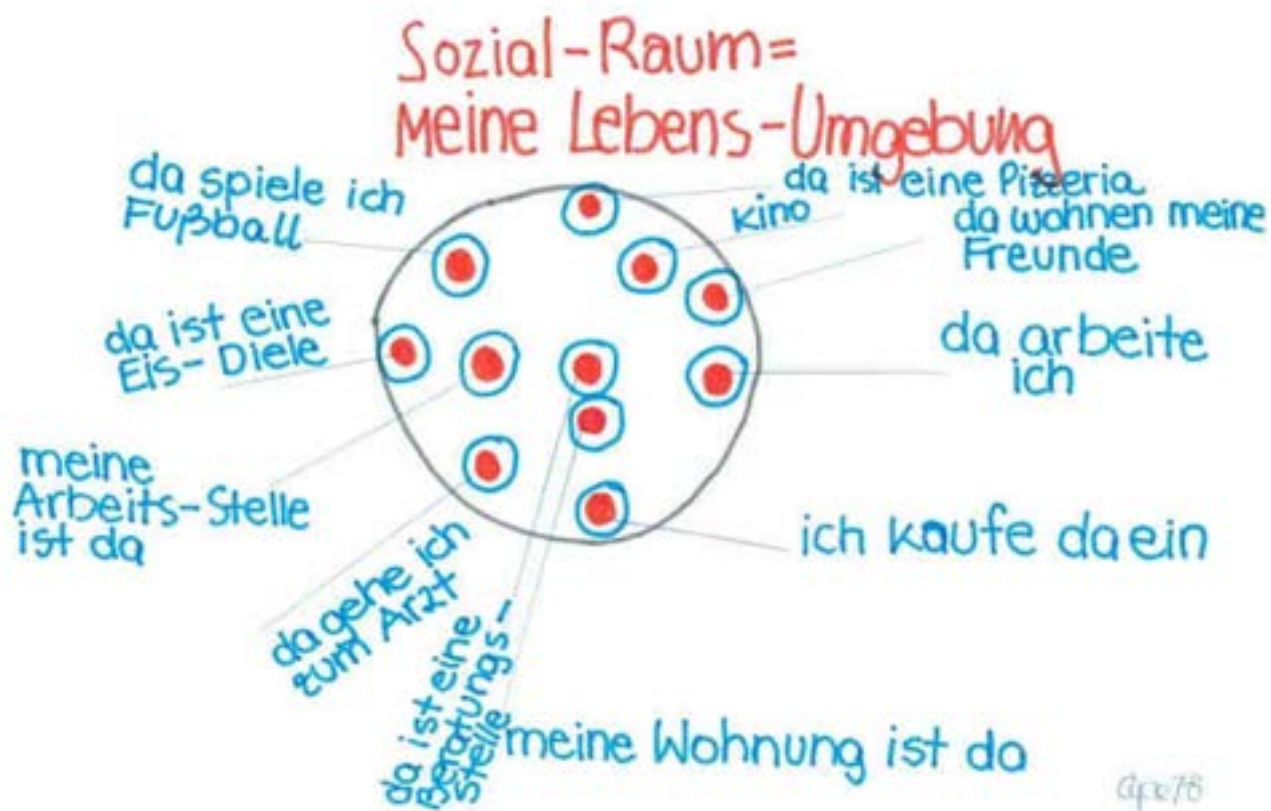 Sozial-Raum=
Meine Lebens-Umgebung
da spiele ich
Fußball
da ist eine Pizzeria
Kino
da wohnen meine
Freunde
da ist eine
Eis-Diele
da arbeite
ich
meine
Arbeits-Stelle
ist da
ich kaufe da ein
da gehe ich
zum Arzt
da ist eine
Beratungs-
Stelle
meine Wohnung ist da